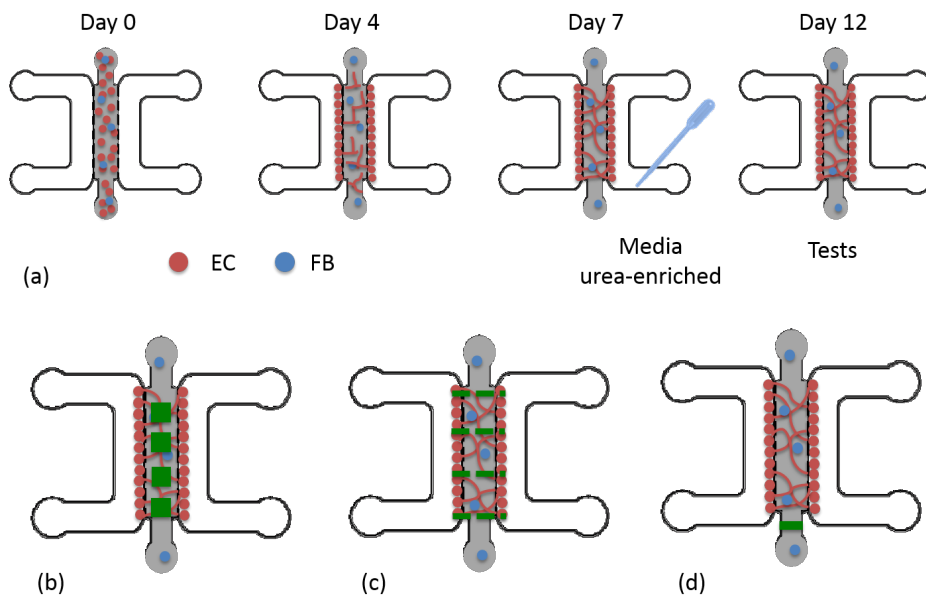 Day 0
Day 4
Day 7
Day 12
Media
urea-enriched
Tests
(a)
EC
FB
(b)
(c)
(d)